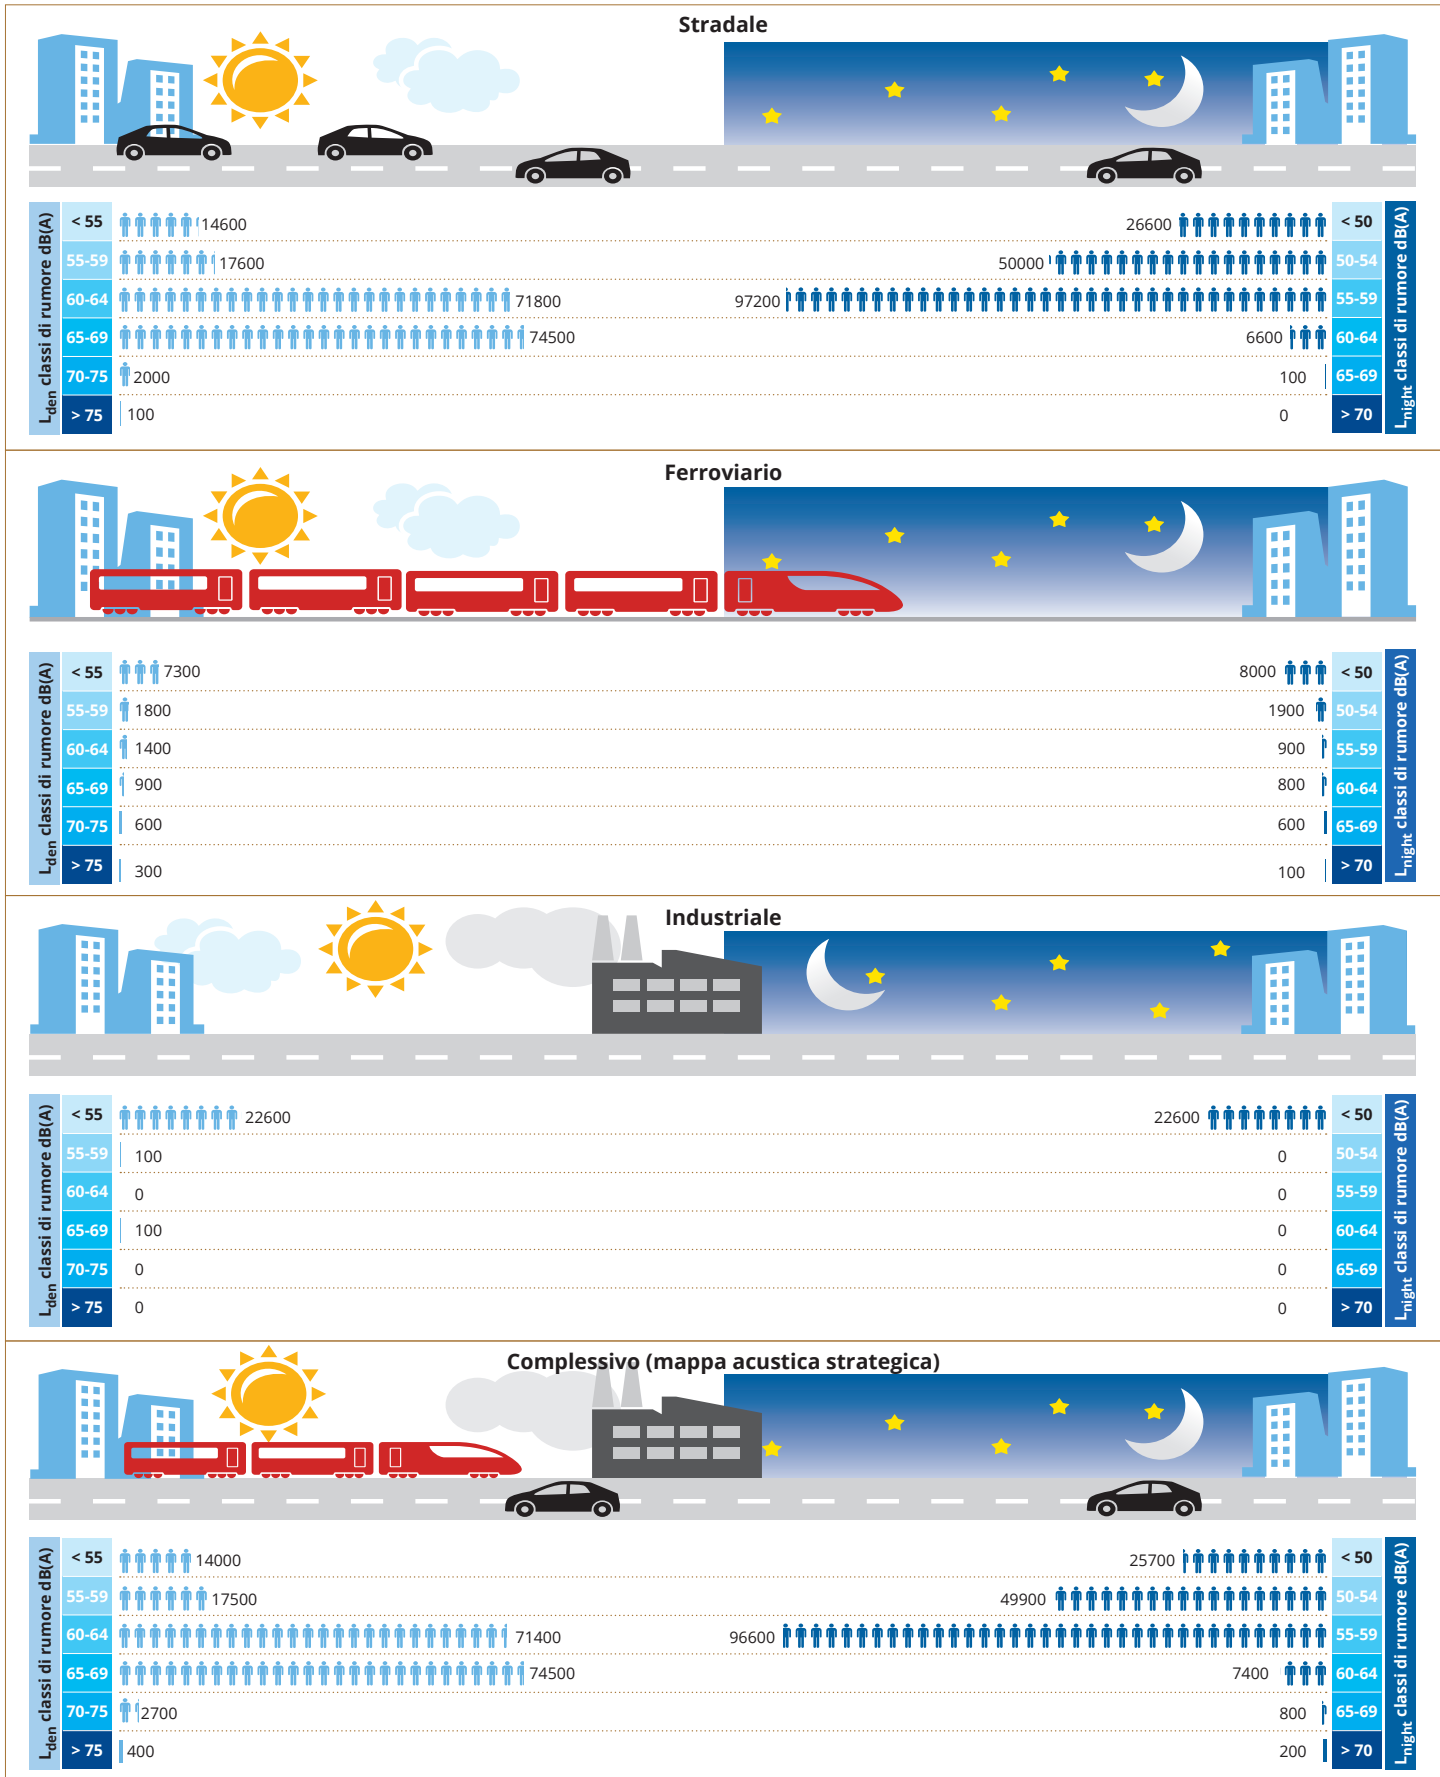 Stradale
Lden classi di rumore dB(A)
< 55 14600 26600 < 50
55-59 17600 50000 50-54
60-64 71800 97200 55-59
65-69 74500 6600 60-64
70-75 2000 100 65-69
> 75 100 0 > 70
Lnight classi di rumore dB(A)
Ferroviario
Lden classi di rumore dB(A)
< 55 7300 8000 < 50
55-59 1800 1900 50-54
60-64 1400 900 55-59
65-69 900 800 60-64
70-75 600 600 65-69
> 75 300 100 > 70
Lnight classi di rumore dB(A)
Industriale
Lden classi di rumore dB(A)
< 55 22600 22600 < 50
55-59 100 0 50-54
60-64 0 0 55-59
65-69 100 0 60-64
70-75 0 0 65-69
> 75 0 0 > 70
Lnight classi di rumore dB(A)
Complessivo (mappa acustica strategica)
Lden classi di rumore dB(A)
< 55 14000 25700 < 50
55-59 17500 49900 50-54
60-64 71400 96600 55-59
65-69 74500 7400 60-64
70-75 2700 800 65-69
> 75 400 200 > 70
Lnight classi di rumore dB(A)